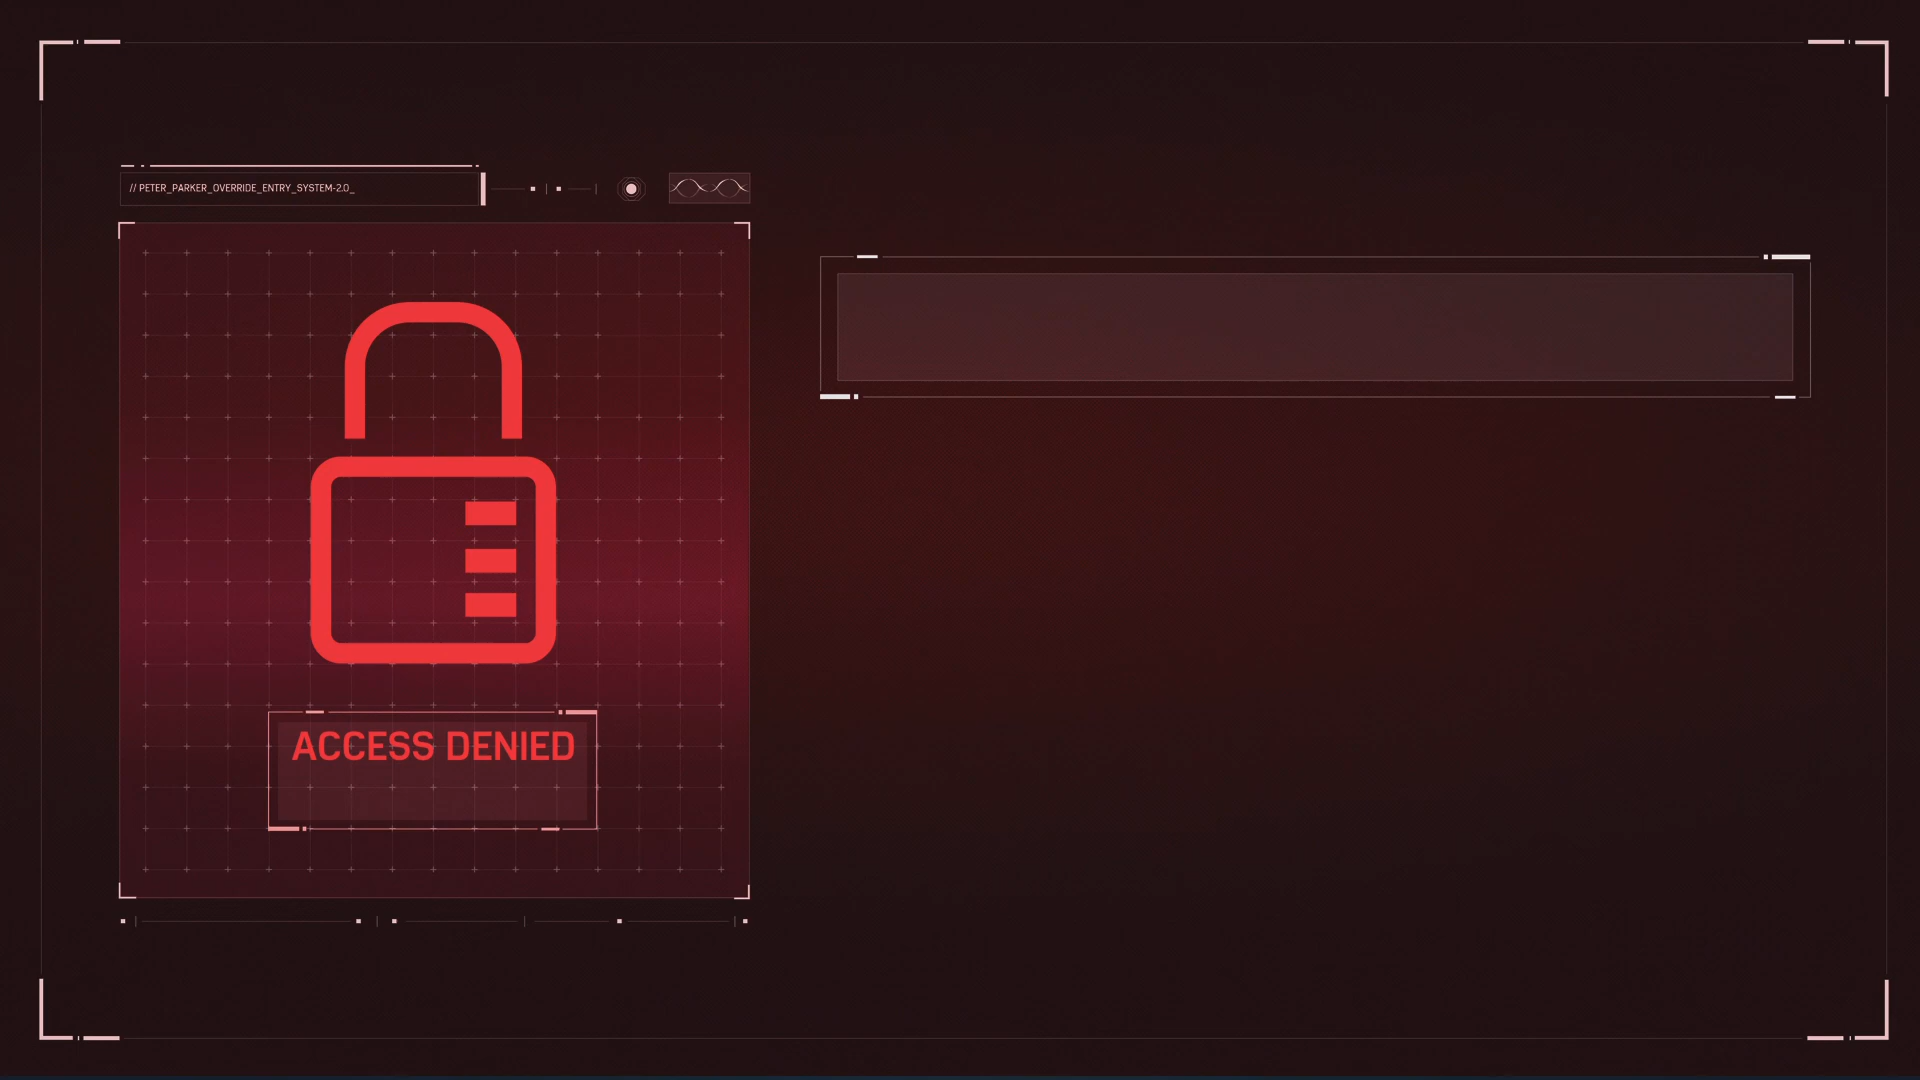 // PETER_PARKER_OVERRIDE_ENTRY_SYSTEM-2.0_
ACCESS DENIED